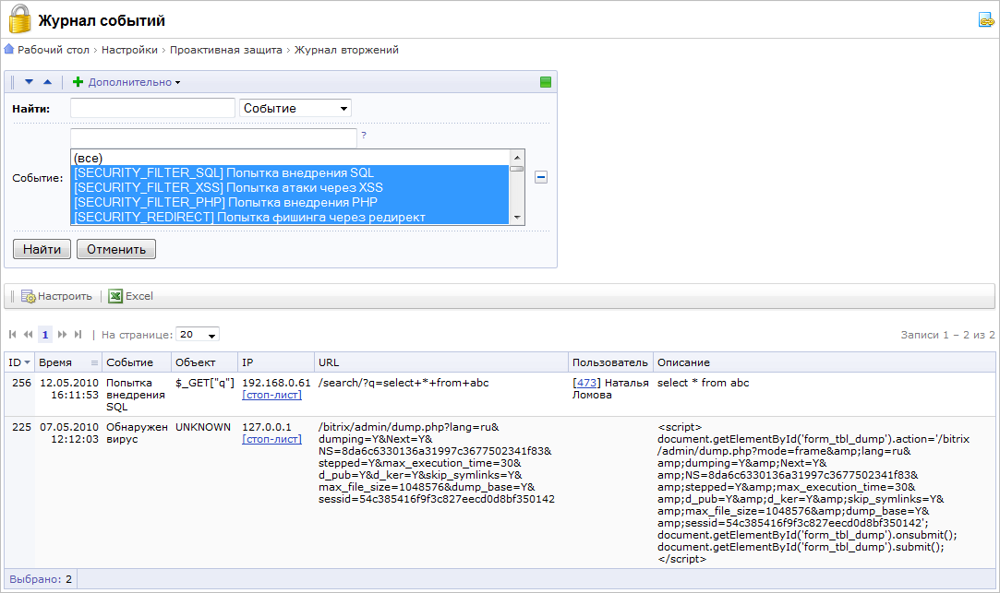 Журнал событий
Рабочий стол › Настройки › Проактивная защита › Журнал вторжений
Дополнительно
Найти: Событие
?
(все)
[SECURITY_FILTER_SQL] Попытка внедрения SQL
Событие:
[SECURITY_FILTER_XSS] Попытка атаки через XSS
[SECURITY_FILTER_PHP] Попытка внедрения PHP
[SECURITY_REDIRECT] Попытка фишинга через редирект
Найти Отменить
Настроить | Excel
1 | На странице: 20 Записи 1 – 2 из 2
ID Время Событие Объект IP URL Пользователь Описание
256 12.05.2010 Попытка $_GET["q"] 192.168.0.61 /search/?q=select+*+from+abc [473] Наталья select * from abc
16:11:53 внедрения [стоп-лист] Ломова
SQL
225 07.05.2010 Обнаружен UNKNOWN 127.0.0.1 /bitrix/admin/dump.php?lang=ru& <script>
12:12:03 вирус [стоп-лист] dumping=Y&Next=Y& document.getElementById('form_tbl_dump').action='/bitrix
NS=8da6c6330136a31997c3677502341f83& /admin/dump.php?mode=frame&amp;lang=ru&
stepped=Y&max_execution_time=30& amp;dumping=Y&amp;Next=Y&
d_pub=Y&d_ker=Y&skip_symlinks=Y& amp;NS=8da6c6330136a31997c3677502341f83&
max_file_size=1048576&dump_base=Y& amp;stepped=Y&amp;max_execution_time=30&
sessid=54c385416f9f3c827eecd0d8bf350142 amp;d_pub=Y&amp;d_ker=Y&amp;skip_symlinks=Y&
amp;max_file_size=1048576&amp;dump_base=Y&
amp;sessid=54c385416f9f3c827eecd0d8bf350142';
document.getElementById('form_tbl_dump').onsubmit();
document.getElementById('form_tbl_dump').submit();
</script>
Выбрано: 2